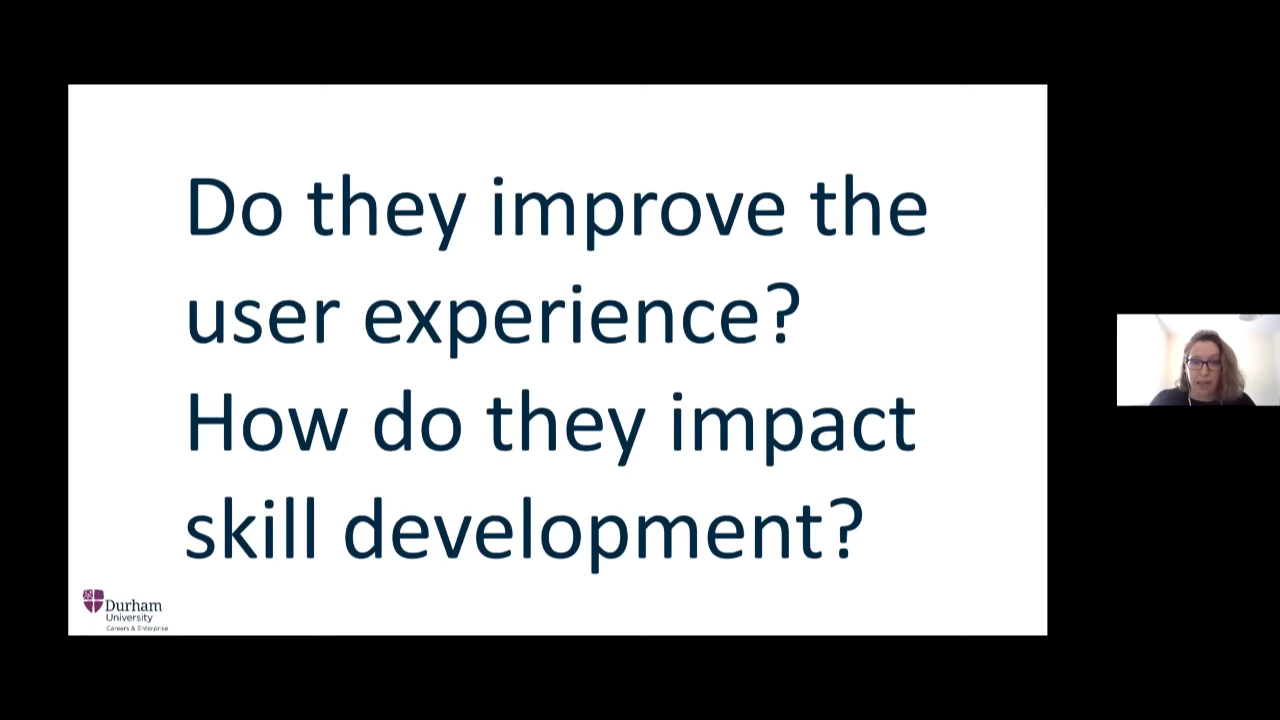 Do they improve the
user experience?
How do they impact
skill development?
Durham
University
Careers & Enterprise